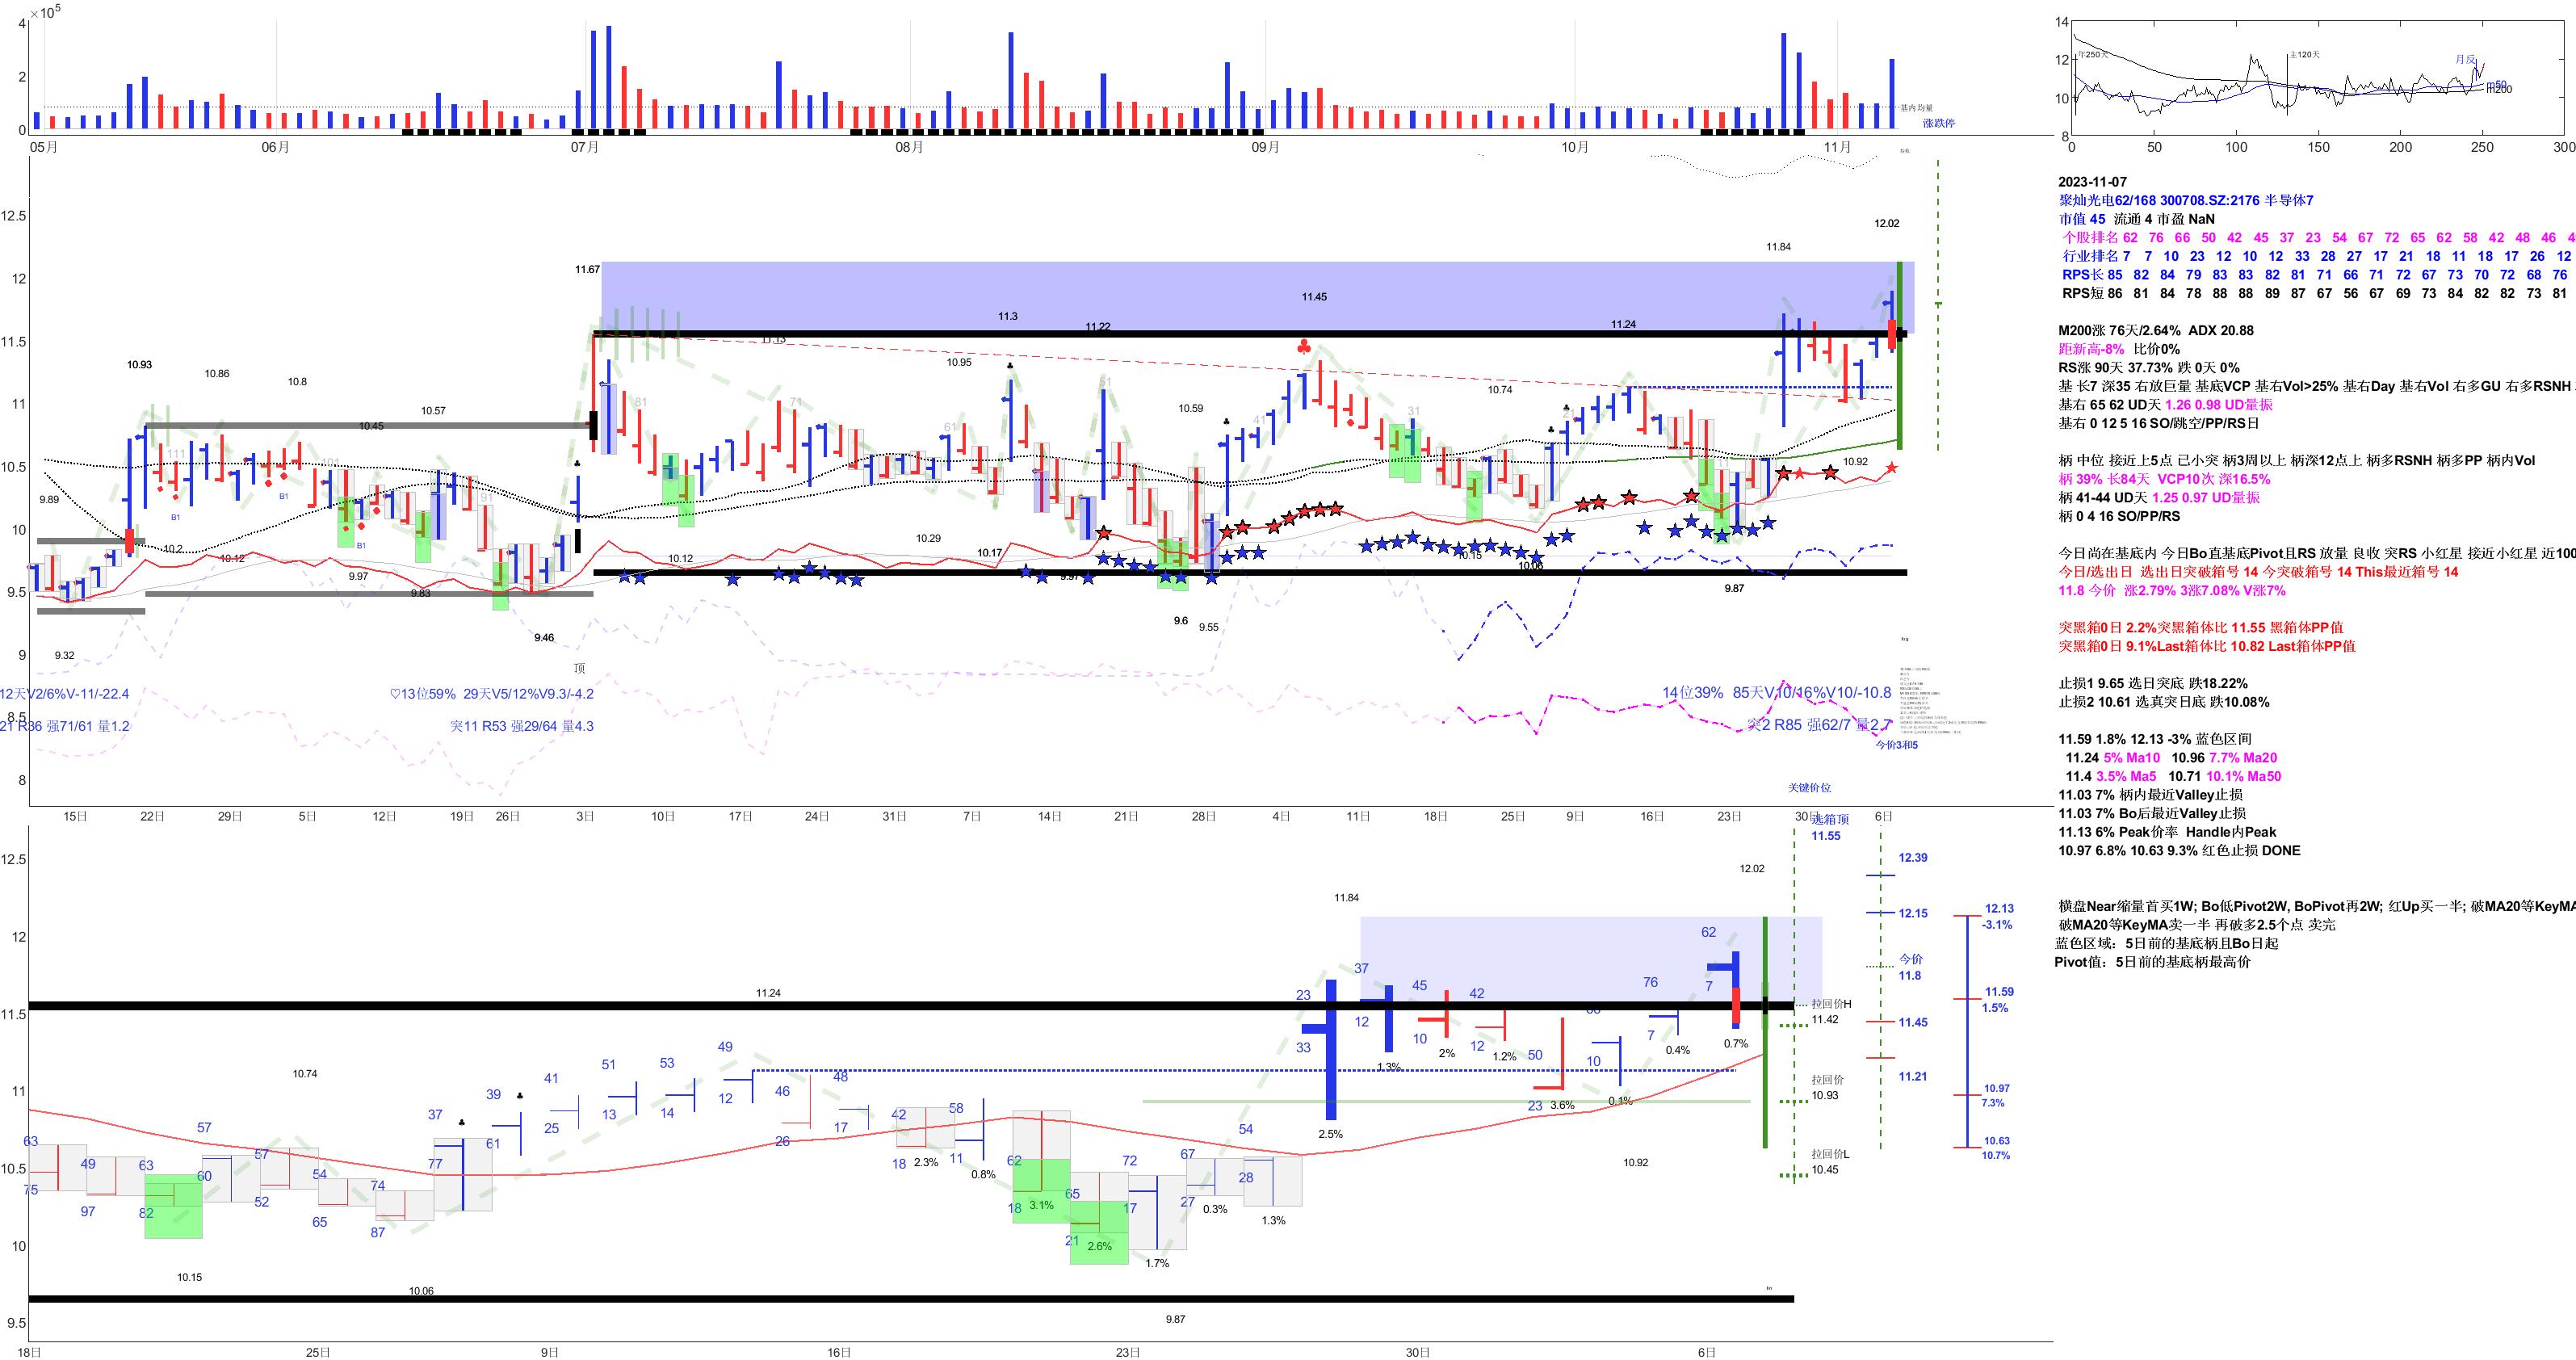 ×10⁵
4
2
0
基内均量
涨跌停
05月 06月 07月 08月 09月 10月 11月
14
12
10
8
年250天
主120天
月反
m50
m200
0 50 100 150 200 250 300
12.5
12
11.5
11
10.5
10
9.5
9
8.5
8
12.02
11.84
11.67
11.45
11.3
11.22
11.24
11.13
10.93
10.86
10.8
10.95
10.74
10.57
10.45
10.59
111
101
91
81
71
61
51
41
31
21
9.89
B1
B1
B1
10.2
10.12
9.97
9.83
10.12
10.29
10.17
9.97
10.15
10.06
10.92
9.87
9.6
9.55
9.46
9.32
顶
12天V2/6%V-11/-22.4
♡13位59% 29天V5/12%V9.3/-4.2
14位39% 85天V10/16%V10/-10.8
21 R36 强71/61 量1.2
突11 R53 强29/64 量4.3
突2 R85 强62/7 量2.7
今价3和5
关键价位
15日 22日 29日 5日 12日 19日 26日 3日 10日 17日 24日 31日 7日 14日 21日 28日 4日 11日 18日 25日 9日 16日 23日 30日 6日
选箱顶
11.55
12.5
12
11.5
11
10.5
10
9.5
12.02
11.84
11.24
10.74
10.92
10.15
10.06
9.87
63 49 63 57 57 54 74 37 39 41 51 53 49 46 48 42 58 62 65 72 67 54 23 37 45 42 50 76 62
75 97 82 60 52 65 87 77 61 25 13 14 12 26 17 18 11 18 21 17 27 28 33 12 10 12 23 10 7 7
2.3% 0.8% 3.1% 2.6% 1.7% 0.3% 1.3% 2.5% 1.3% 2% 1.2% 3.6% 0.1% 0.4% 0.7%
拉回价H
11.42
拉回价
10.93
拉回价L
10.45
12.39
12.15
今价
11.8
11.45
11.21
12.13
-3.1%
11.59
1.5%
10.97
7.3%
10.63
10.7%
18日 25日 9日 16日 23日 30日 6日
2023-11-07
聚灿光电62/168 300708.SZ:2176 半导体7
市值 45 流通 4 市盈 NaN
个股排名 62 76 66 50 42 45 37 23 54 67 72 65 62 58 42 48 46 4
行业排名 7 7 10 23 12 10 12 33 28 27 17 21 18 11 18 17 26 12
RPS长 85 82 84 79 83 83 82 81 71 66 71 72 67 73 70 72 68 76
RPS短 86 81 84 78 88 88 89 87 67 56 67 69 73 84 82 82 73 81
M200涨 76天/2.64% ADX 20.88
距新高-8% 比价0%
RS涨 90天 37.73% 跌 0天 0%
基 长7 深35 右放巨量 基底VCP 基右Vol>25% 基右Day 基右Vol 右多GU 右多RSNH
基右 65 62 UD天 1.26 0.98 UD量振
基右 0 12 5 16 SO/跳空/PP/RS日
柄 中位 接近上5点 已小突 柄3周以上 柄深12点上 柄多RSNH 柄多PP 柄内Vol
柄 39% 长84天 VCP10次 深16.5%
柄 41-44 UD天 1.25 0.97 UD量振
柄 0 4 16 SO/PP/RS
今日尚在基底内 今日Bo直基底Pivot且RS 放量 良收 突RS 小红星 接近小红星 近100
今日/选出日 选出日突破箱号 14 今突破箱号 14 This最近箱号 14
11.8 今价 涨2.79% 3涨7.08% V涨7%
突黑箱0日 2.2%突黑箱体比 11.55 黑箱体PP值
突黑箱0日 9.1%Last箱体比 10.82 Last箱体PP值
止损1 9.65 选日突底 跌18.22%
止损2 10.61 选真突日底 跌10.08%
11.59 1.8% 12.13 -3% 蓝色区间
11.24 5% Ma10 10.96 7.7% Ma20
11.4 3.5% Ma5 10.71 10.1% Ma50
11.03 7% 柄内最近Valley止损
11.03 7% Bo后最近Valley止损
11.13 6% Peak价率 Handle内Peak
10.97 6.8% 10.63 9.3% 红色止损 DONE
横盘Near缩量首买1W; Bo低Pivot2W, BoPivot再2W; 红Up买一半; 破MA20等KeyMA
破MA20等KeyMA卖一半 再破多2.5个点 卖完
蓝色区域：5日前的基底柄且Bo日起
Pivot值：5日前的基底柄最高价